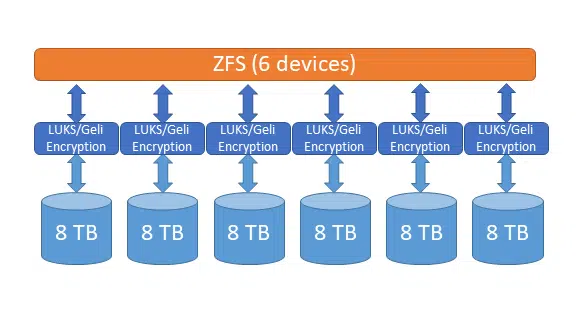 ZFS (6 devices)
LUKS/Geli
Encryption
LUKS/Geli
Encryption
LUKS/Geli
Encryption
LUKS/Geli
Encryption
LUKS/Geli
Encryption
LUKS/Geli
Encryption
8 TB
8 TB
8 TB
8 TB
8 TB
8 TB